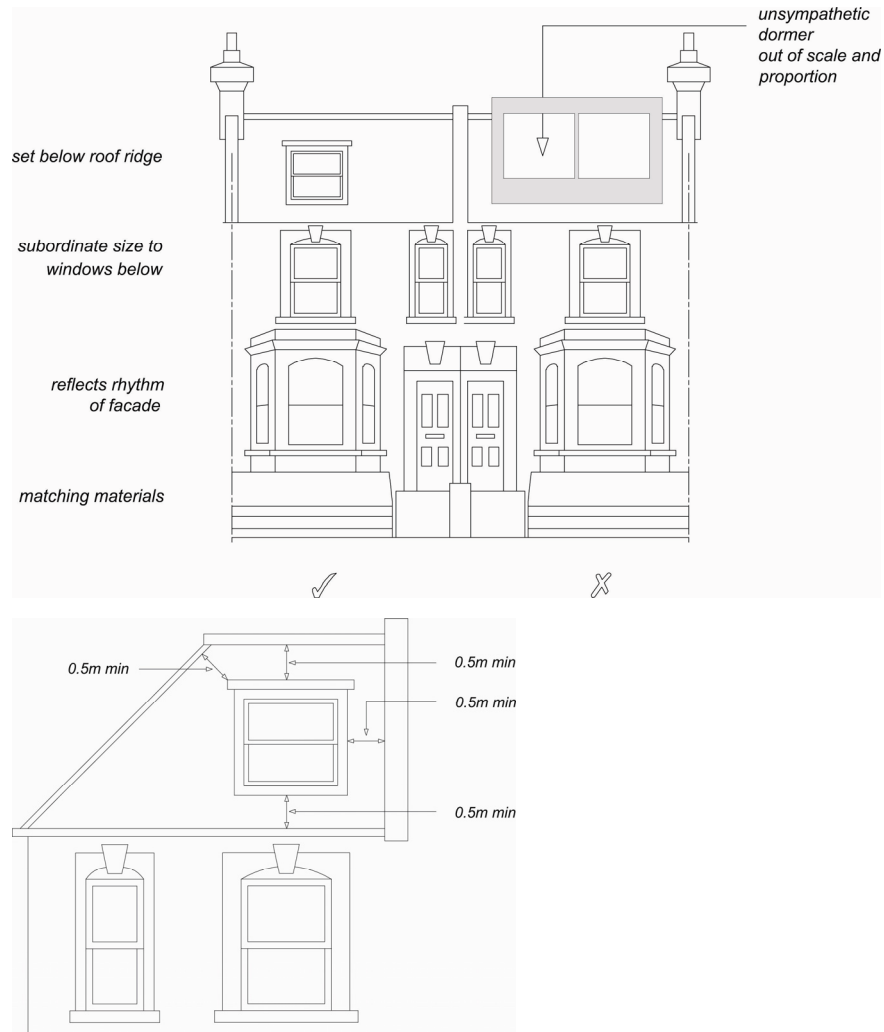 unsympathetic
dormer
out of scale and
proportion
set below roof ridge
subordinate size to
windows below
reflects rhythm
of facade
matching materials
✓
✗
0.5m min
0.5m min
0.5m min
0.5m min